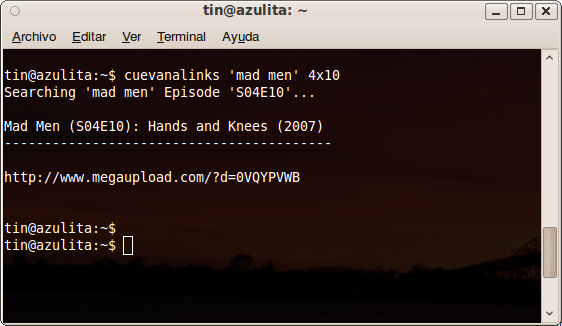 tin@azulita: ~
Archivo Editar Ver Terminal Ayuda
tin@azulita:~$ cuevanalinks 'mad men' 4x10
Searching 'mad men' Episode 'S04E10'...
Mad Men (S04E10): Hands and Knees (2007)
-----------------------------------------
http://www.megaupload.com/?d=0VQYPVWB
tin@azulita:~$
tin@azulita:~$